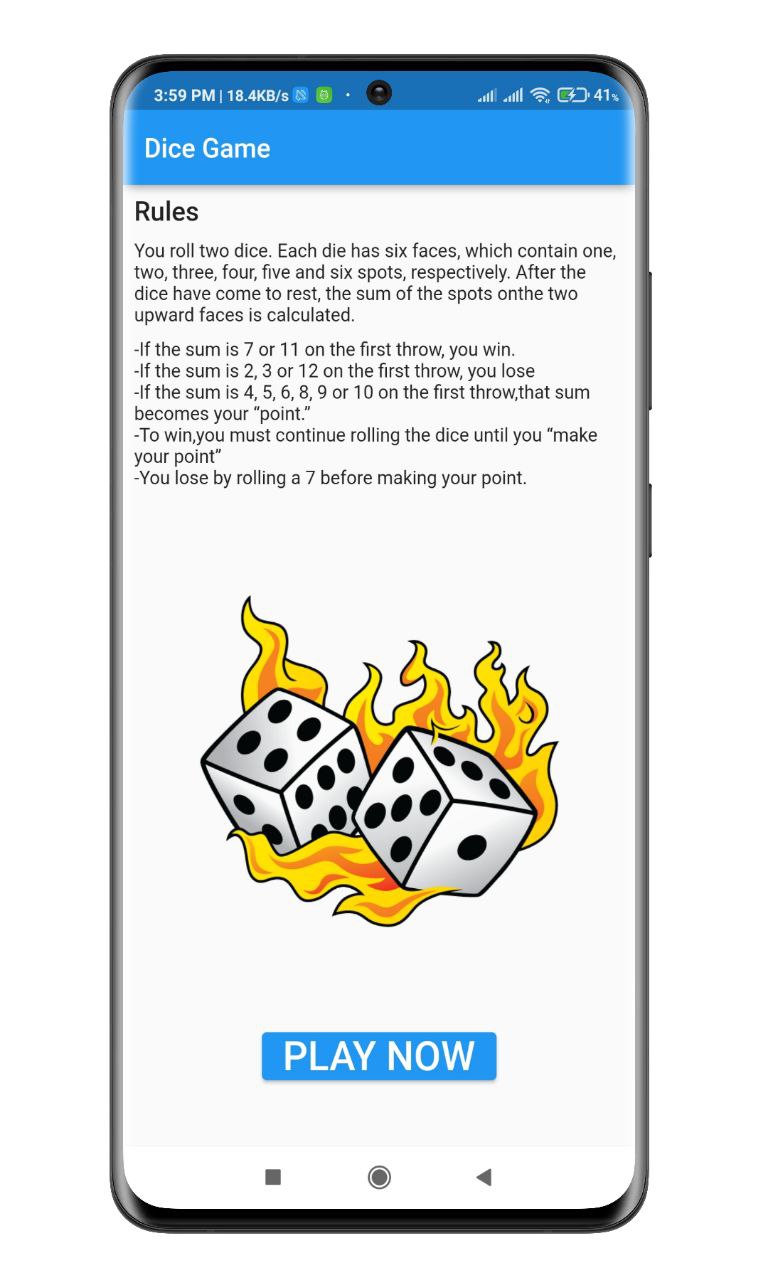 3:59 PM | 18.4KB/s
41%
Dice Game
Rules
You roll two dice. Each die has six faces, which contain one,
two, three, four, five and six spots, respectively. After the
dice have come to rest, the sum of the spots onthe two
upward faces is calculated.
-If the sum is 7 or 11 on the first throw, you win.
-If the sum is 2, 3 or 12 on the first throw, you lose
-If the sum is 4, 5, 6, 8, 9 or 10 on the first throw,that sum
becomes your “point.”
-To win,you must continue rolling the dice until you “make
your point”
-You lose by rolling a 7 before making your point.
PLAY NOW